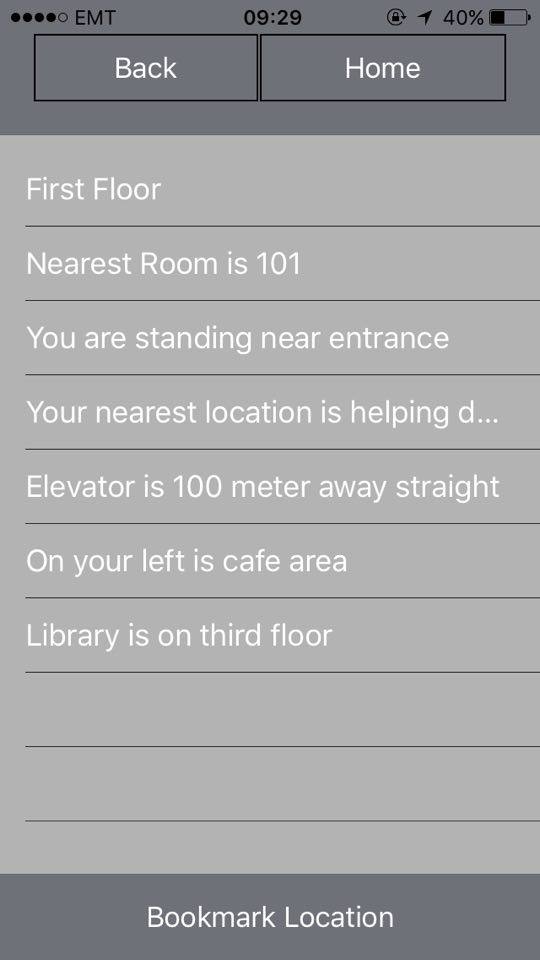 EMT 09:29 40%
Back Home
First Floor
Nearest Room is 101
You are standing near entrance
Your nearest location is helping d...
Elevator is 100 meter away straight
On your left is cafe area
Library is on third floor
Bookmark Location